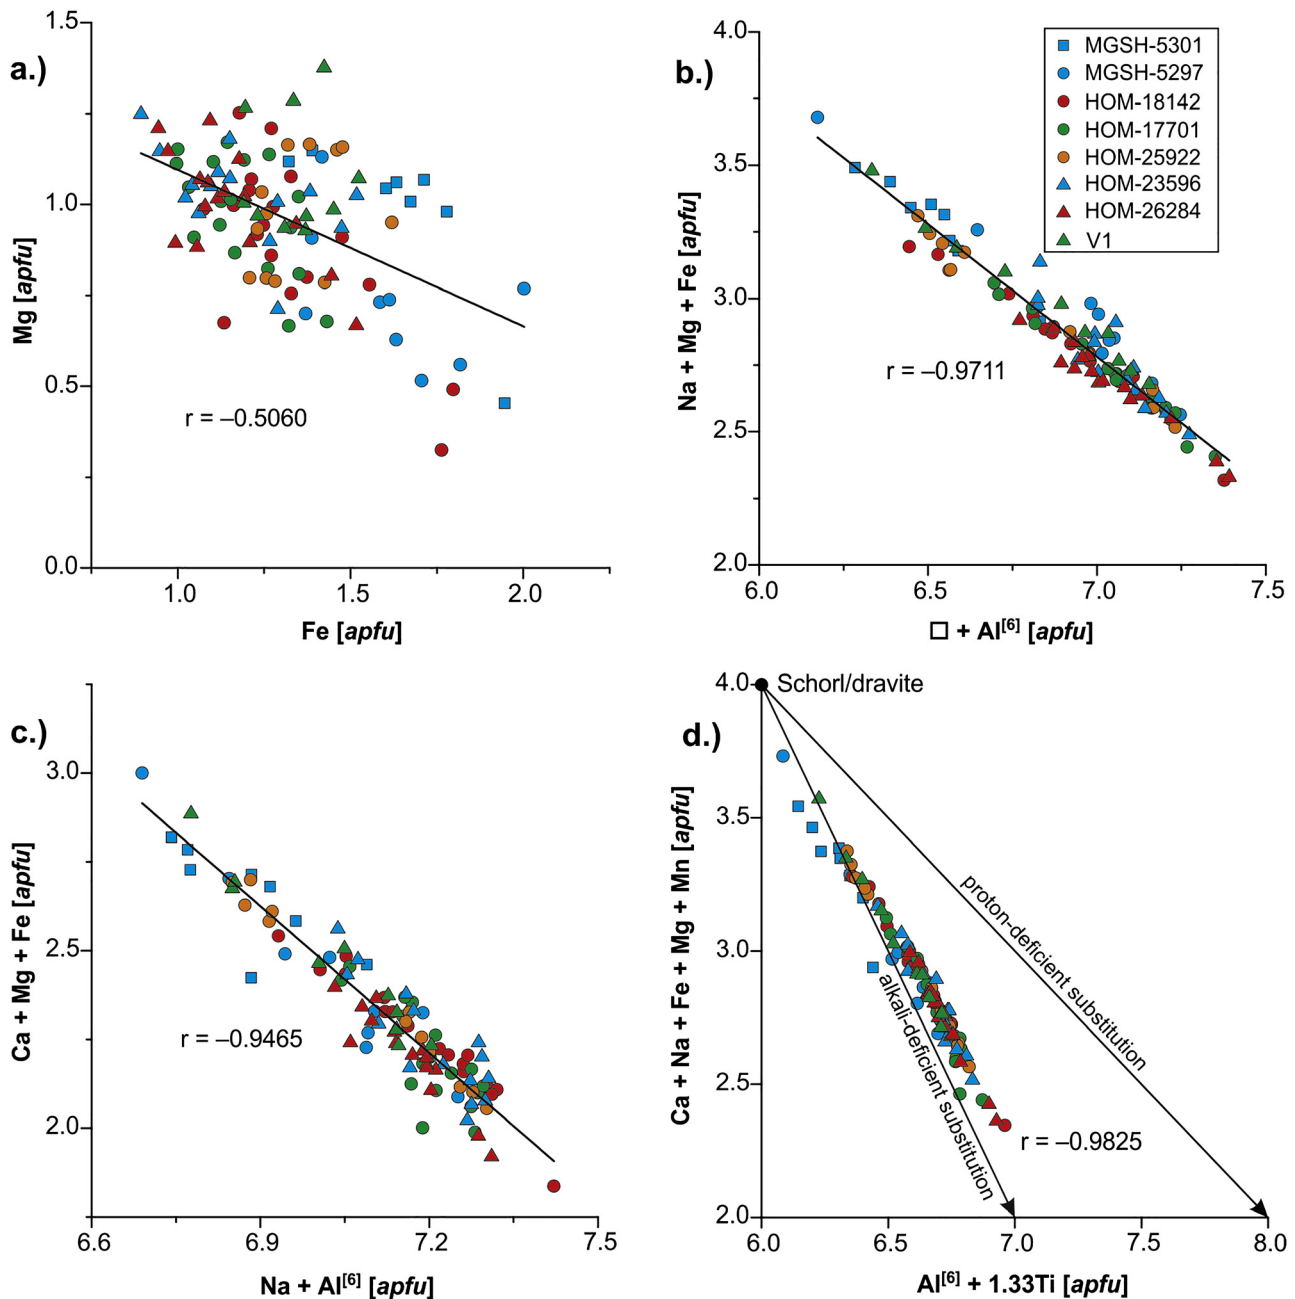 a.)
1.5
1.0
0.5
0.0
Mg [apfu]
r = –0.5060
1.0
1.5
2.0
Fe [apfu]
b.)
4.0
3.5
3.0
2.5
2.0
Na + Mg + Fe [apfu]
MGSH-5301
MGSH-5297
HOM-18142
HOM-17701
HOM-25922
HOM-23596
HOM-26284
V1
r = –0.9711
6.0
6.5
7.0
7.5
□ + Al[6] [apfu]
c.)
3.0
2.5
2.0
Ca + Mg + Fe [apfu]
r = –0.9465
6.6
6.9
7.2
7.5
Na + Al[6] [apfu]
d.)
4.0
3.5
3.0
2.5
2.0
Ca + Na + Fe + Mg + Mn [apfu]
Schorl/dravite
proton-deficient substitution
alkali-deficient substitution
r = –0.9825
6.0
6.5
7.0
7.5
8.0
Al[6] + 1.33Ti [apfu]